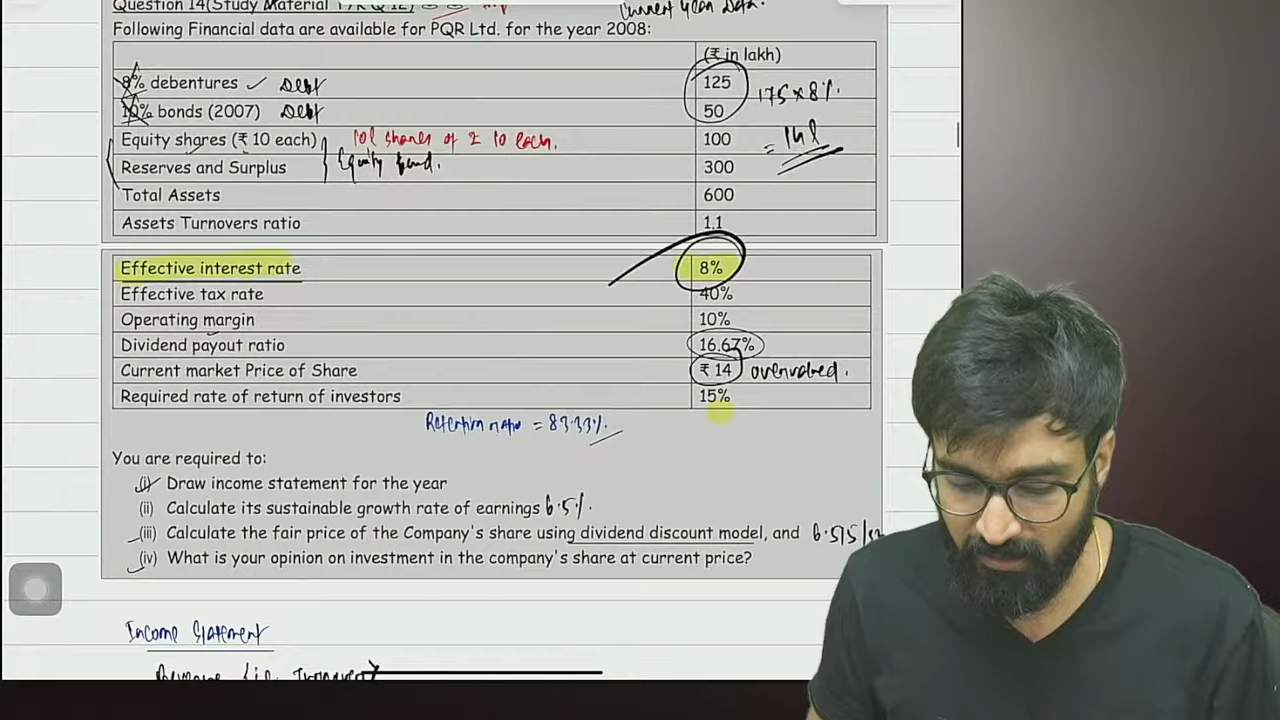 Question 14(Study Material
Current Year Data.
Following Financial data are available for PQR Ltd. for the year 2008:
(₹ in lakh)
8% debentures ✓ Debt 125 175 x 8%
10% bonds (2007) Debt 50
Equity shares (₹ 10 each) 10l shares of ₹ 10 each. 100 = 14l
Reserves and Surplus Equity fund. 300
Total Assets 600
Assets Turnovers ratio 1.1
Effective interest rate 8%
Effective tax rate 40%
Operating margin 10%
Dividend payout ratio 16.67%
Current market Price of Share ₹ 14 overvalued.
Required rate of return of investors 15%
Retention ratio = 83.33%
You are required to:
(i) Draw income statement for the year
(ii) Calculate its sustainable growth rate of earnings 6.5%.
(iii) Calculate the fair price of the Company's share using dividend discount model, and
(iv) What is your opinion on investment in the company's share at current price?
Income Statement
Revenue (i.e. Turnover)